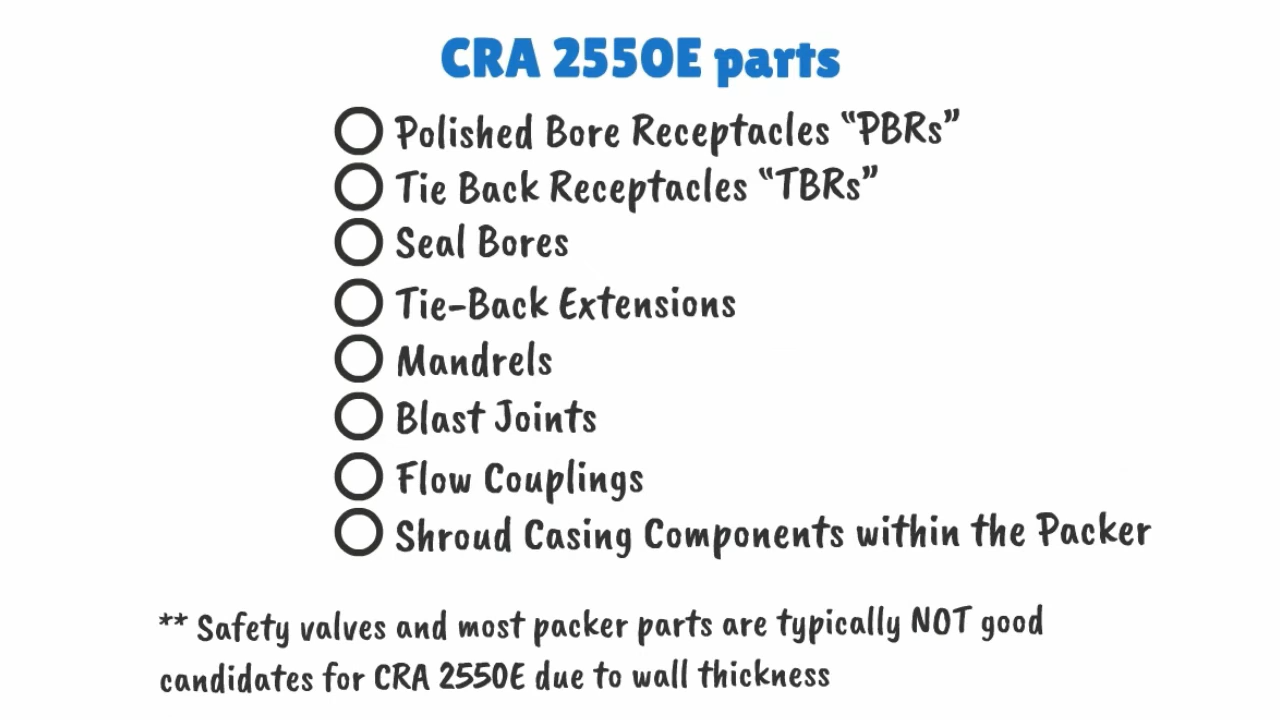 CRA 2550E parts
Polished Bore Receptacles “PBRs”
Tie Back Receptacles “TBRs”
Seal Bores
Tie-Back Extensions
Mandrels
Blast Joints
Flow Couplings
Shroud Casing Components within the Packer
** Safety valves and most packer parts are typically NOT good
candidates for CRA 2550E due to wall thickness